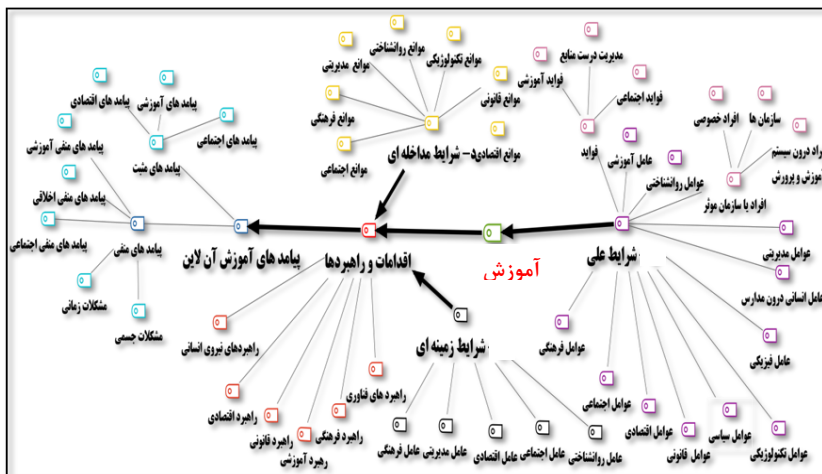 موانع روانشناختی
موانع تکنولوژیکی
موانع مدیریتی
موانع قانونی
موانع فرهنگی
موانع اجتماعی
موانع اقتصادی
د- شرایط مداخله ای
مدیریت درست منابع
فواید آموزشی
فواید اجتماعی
فواید
افراد خصوصی
سازمان ها
راد درون سیستم
موزش و پرورش
افراد یا سازمان موثر
عامل آموزشی
عوامل روانشناختی
شرایط علی
عوامل مدیریتی
عامل انسانی درون مدارس
عامل فیزیکی
عوامل تکنولوژیکی
عوامل سیاسی
عوامل قانونی
عوامل اقتصادی
عوامل اجتماعی
عوامل فرهنگی
آموزش
اقدامات و راهبردها
پیامد های آموزش آن لاین
پیامد های آموزشی
پیامد های اقتصادی
پیامد های اجتماعی
پیامد های مثبت
پیامد های منفی آموزشی
پیامد های منفی اخلاقی
پیامد های منفی اجتماعی
پیامد های منفی
مشکلات زمانی
مشکلات جسمی
راهبردهای نیروی انسانی
راهبرد اقتصادی
راهبرد قانونی
رهبرد آموزشی
راهبرد فرهنگی
راهبرد های فناوری
شرایط زمینه ای
عامل فرهنگی
عامل مدیریتی
عامل اقتصادی
عامل اجتماعی
عامل روانشناختی